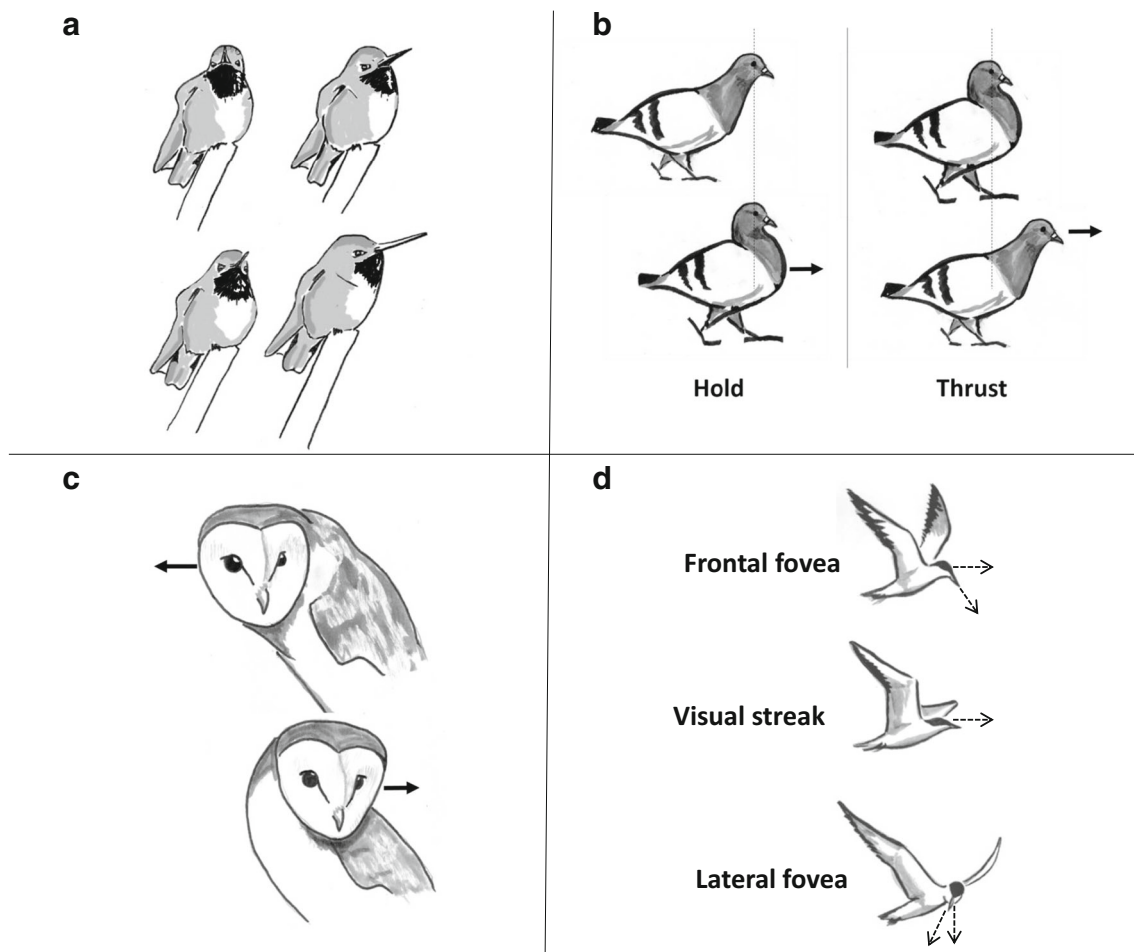 a
b
Hold
Thrust
c
d
Frontal fovea
Visual streak
Lateral fovea